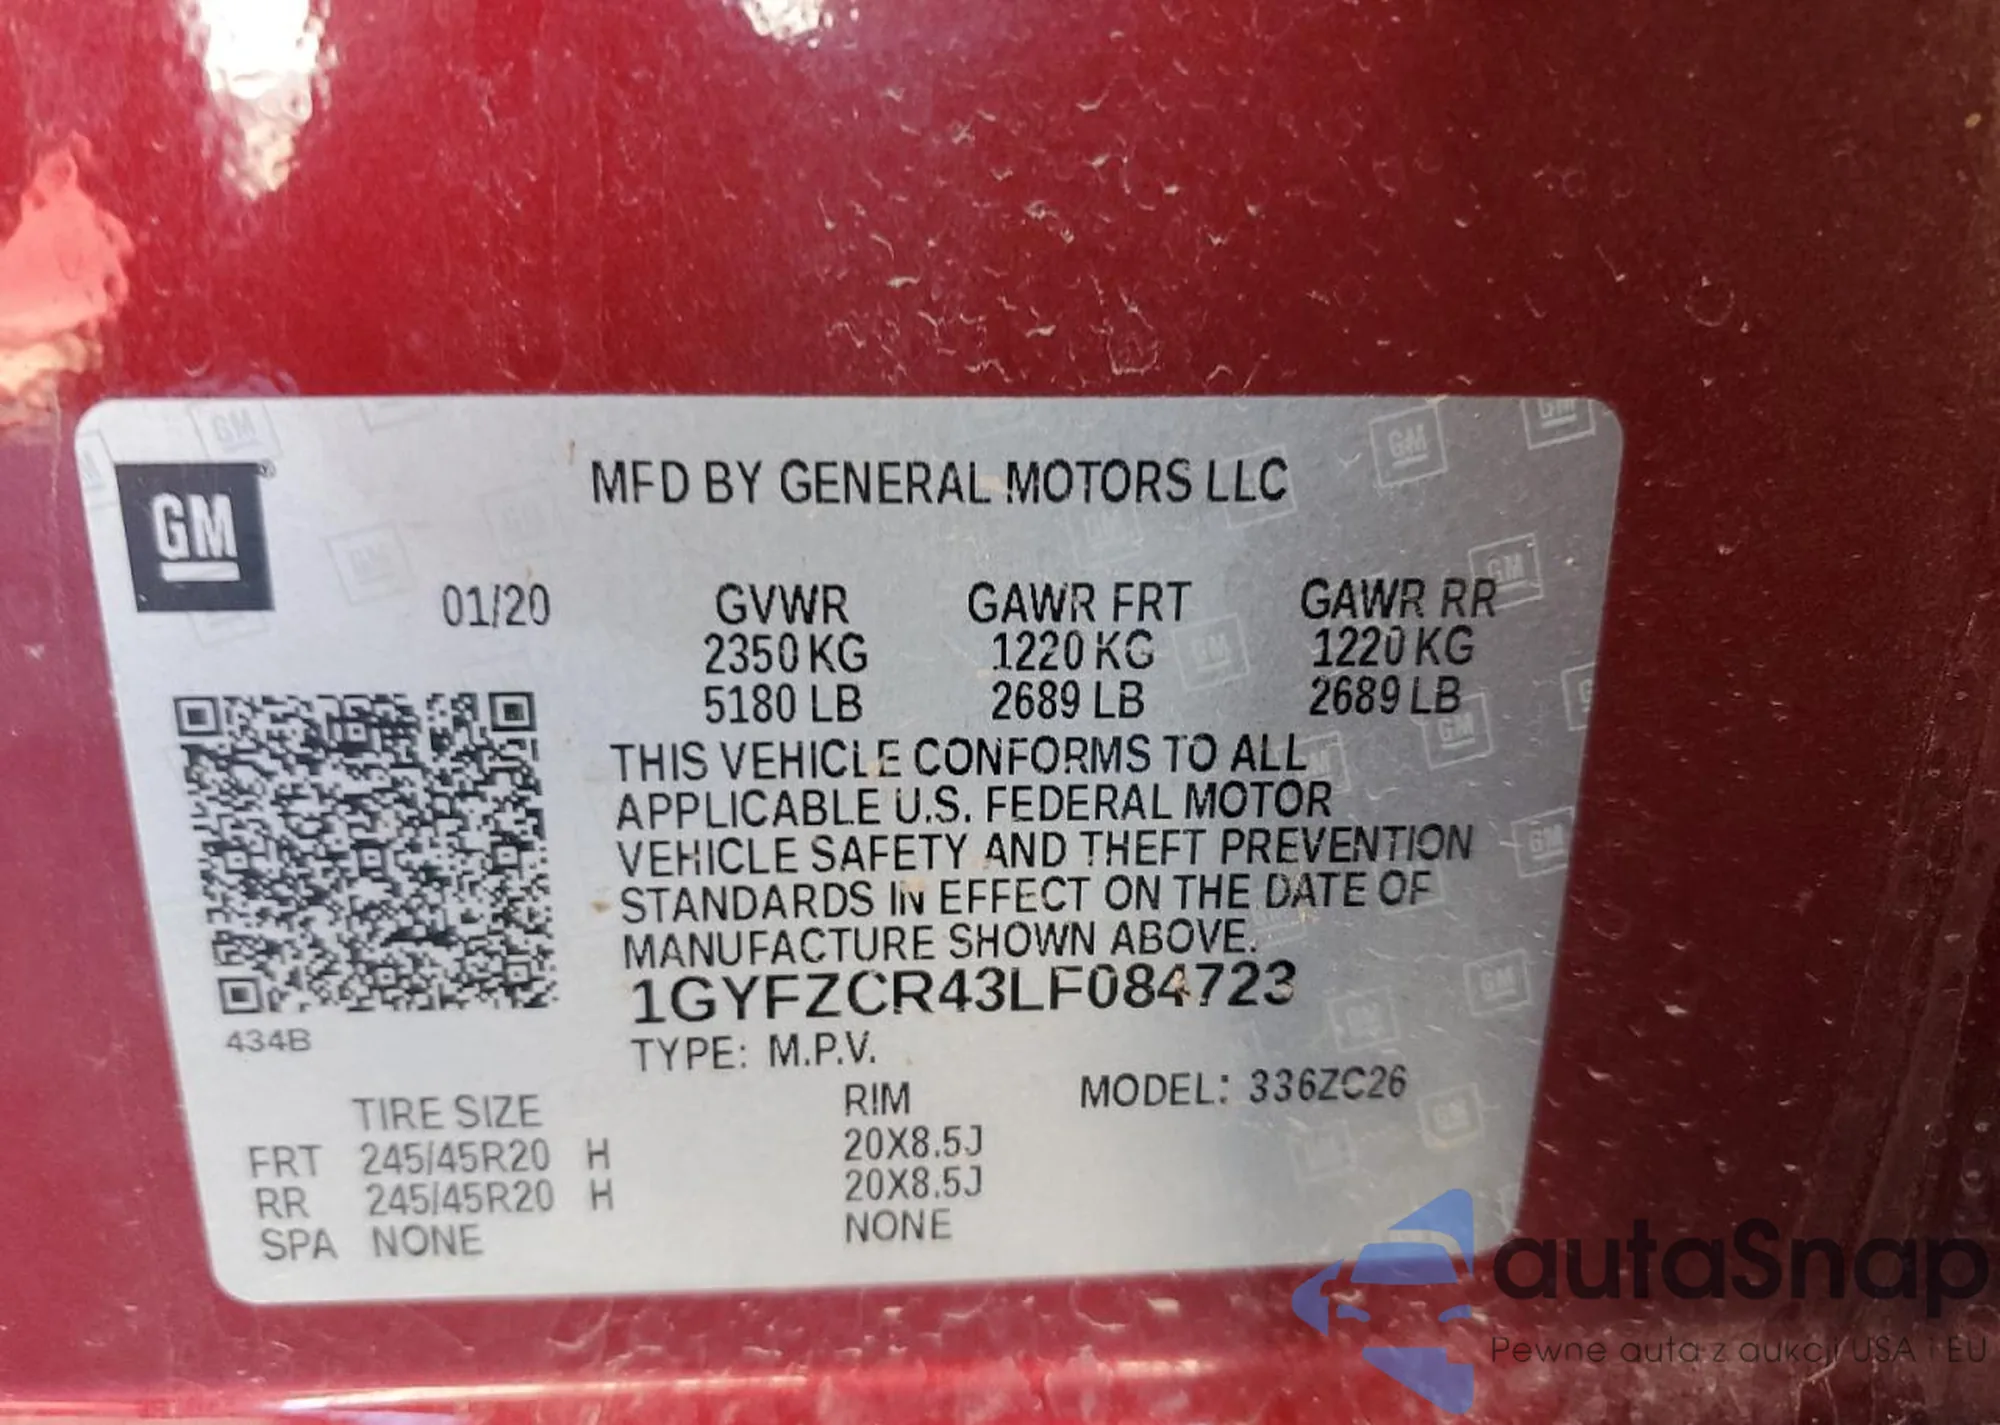 MFD BY GENERAL MOTORS LLC
GM
01/20 GVWR GAWR FRT GAWR RR
2350 KG 1220 KG 1220 KG
5180 LB 2689 LB 2689 LB
THIS VEHICLE CONFORMS TO ALL
APPLICABLE U.S. FEDERAL MOTOR
VEHICLE SAFETY AND THEFT PREVENTION
STANDARDS IN EFFECT ON THE DATE OF
MANUFACTURE SHOWN ABOVE.
1GYFZCR43LF084723
434B
TYPE: M.P.V. MODEL: 336ZC26
TIRE SIZE RIM
FRT 245/45R20 H 20X8.5J
RR 245/45R20 H 20X8.5J
SPA NONE NONE
autaSnap
Pewne auta z aukcji USA i EU